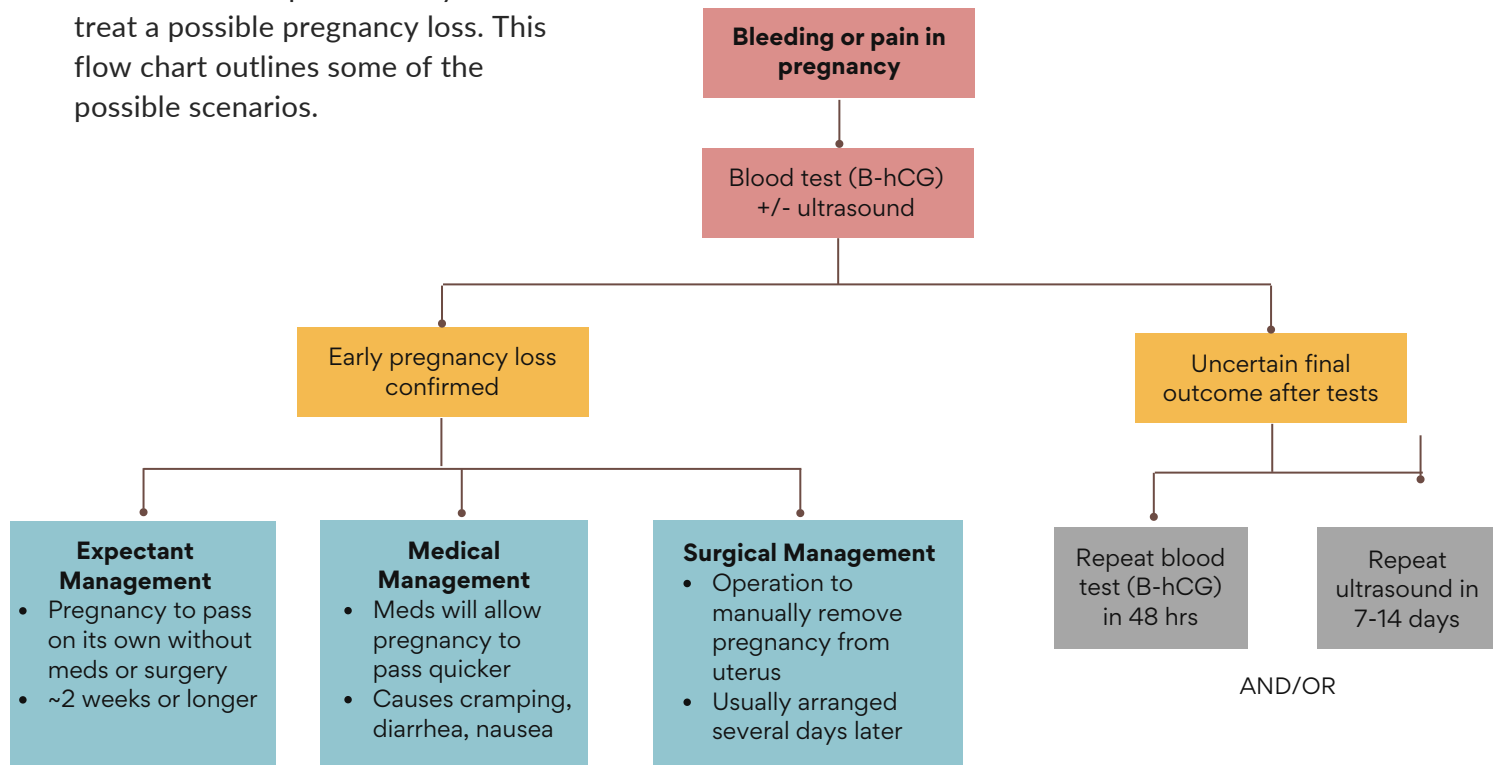 treat a possible pregnancy loss. This
flow chart outlines some of the
possible scenarios.
Bleeding or pain in
pregnancy
Blood test (B-hCG)
+/- ultrasound
Early pregnancy loss
confirmed
Uncertain final
outcome after tests
Expectant
Management
• Pregnancy to pass
on its own without
meds or surgery
• ~2 weeks or longer
Medical
Management
• Meds will allow
pregnancy to
pass quicker
• Causes cramping,
diarrhea, nausea
Surgical Management
• Operation to
manually remove
pregnancy from
uterus
• Usually arranged
several days later
Repeat blood
test (B-hCG)
in 48 hrs
Repeat
ultrasound in
7-14 days
AND/OR